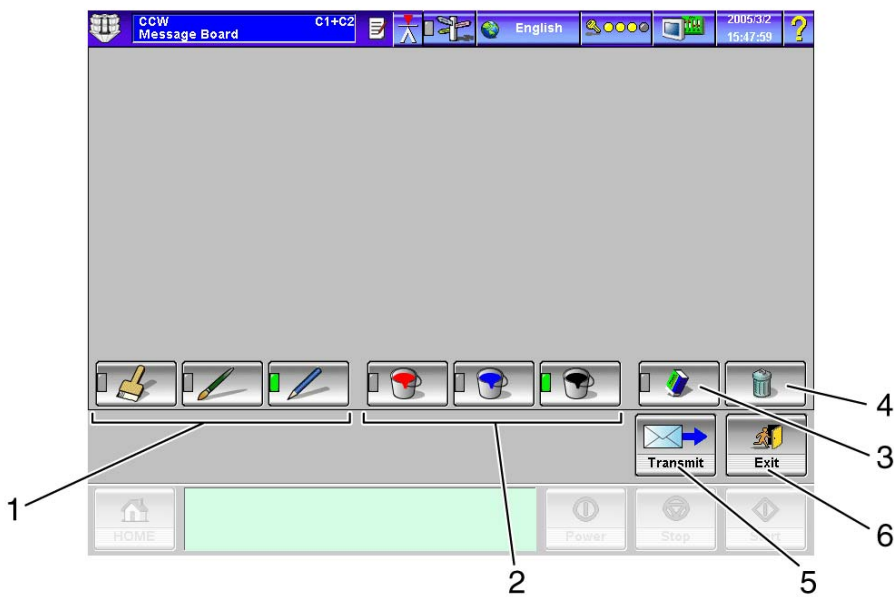 CCW C1+C2
Message Board
English
2005/3/2
15:47:59
?
4
Transmit
Exit
3
1
HOME
Power
Stop
Start
6
2
5